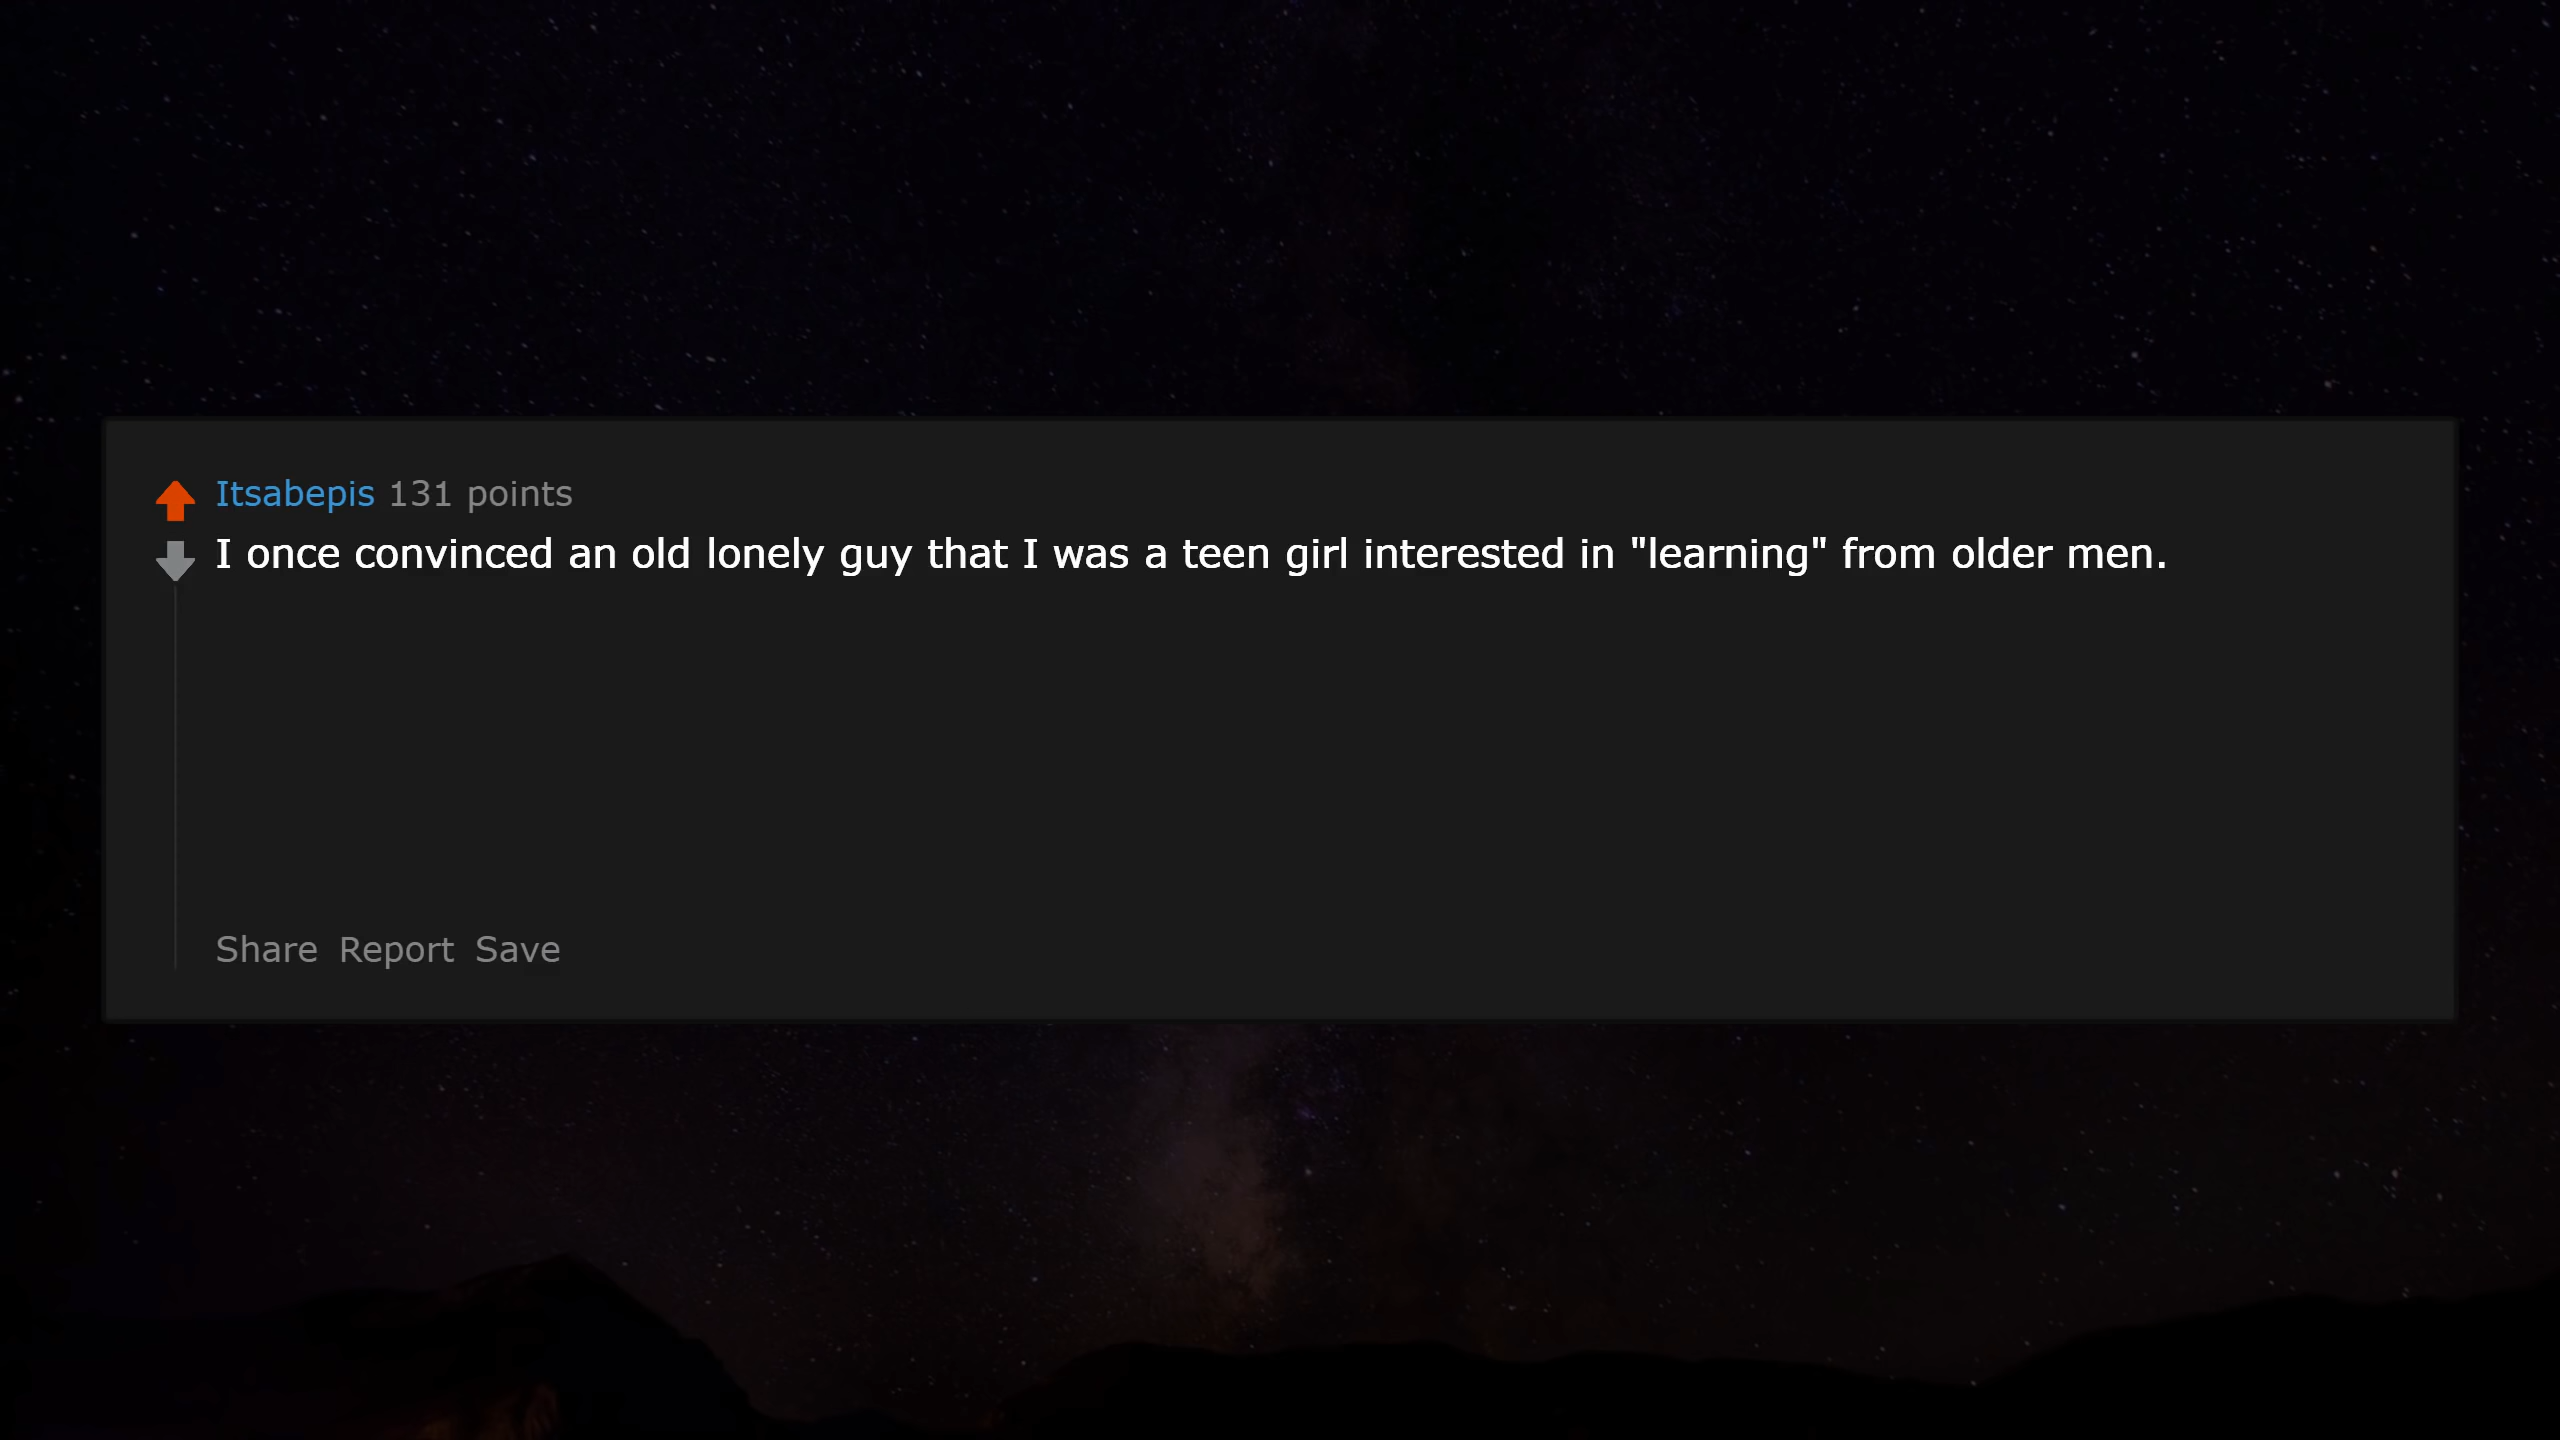 Itsabepis 131 points
I once convinced an old lonely guy that I was a teen girl interested in "learning" from older men.
Share Report Save